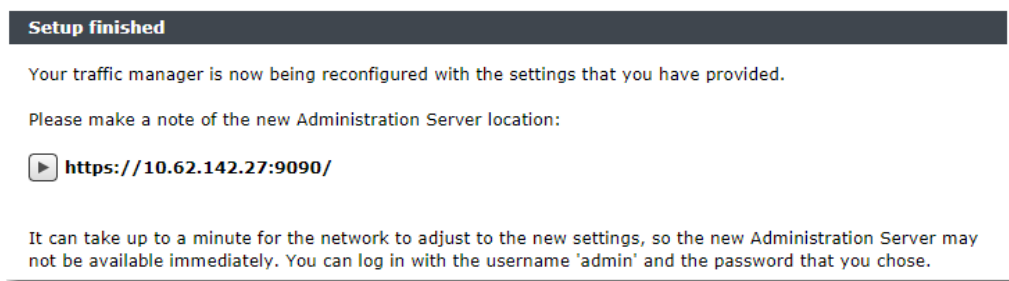 Setup finished
Your traffic manager is now being reconfigured with the settings that you have provided.
Please make a note of the new Administration Server location:
https://10.62.142.27:9090/
It can take up to a minute for the network to adjust to the new settings, so the new Administration Server may
not be available immediately. You can log in with the username 'admin' and the password that you chose.